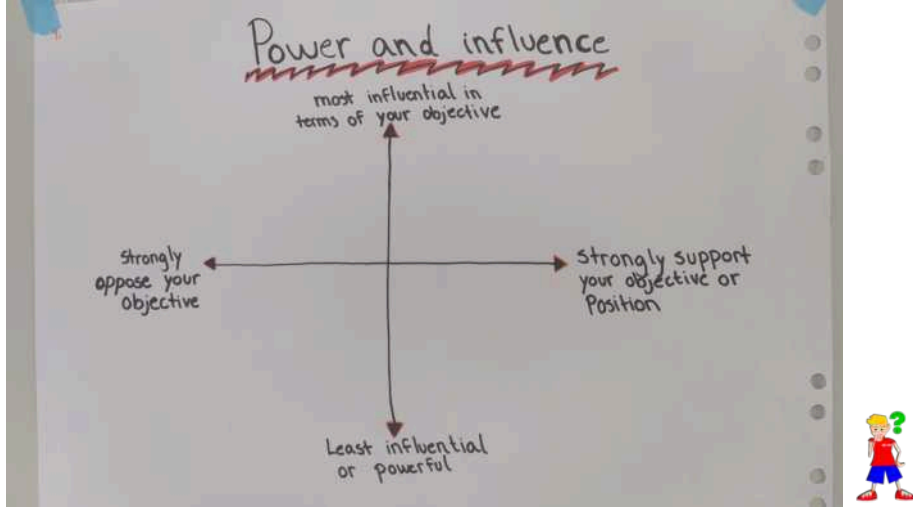 Power and influence
most influential in
terms of your objective
Strongly
oppose your
objective
Strongly support
your objective or
Position
Least influential
or powerful